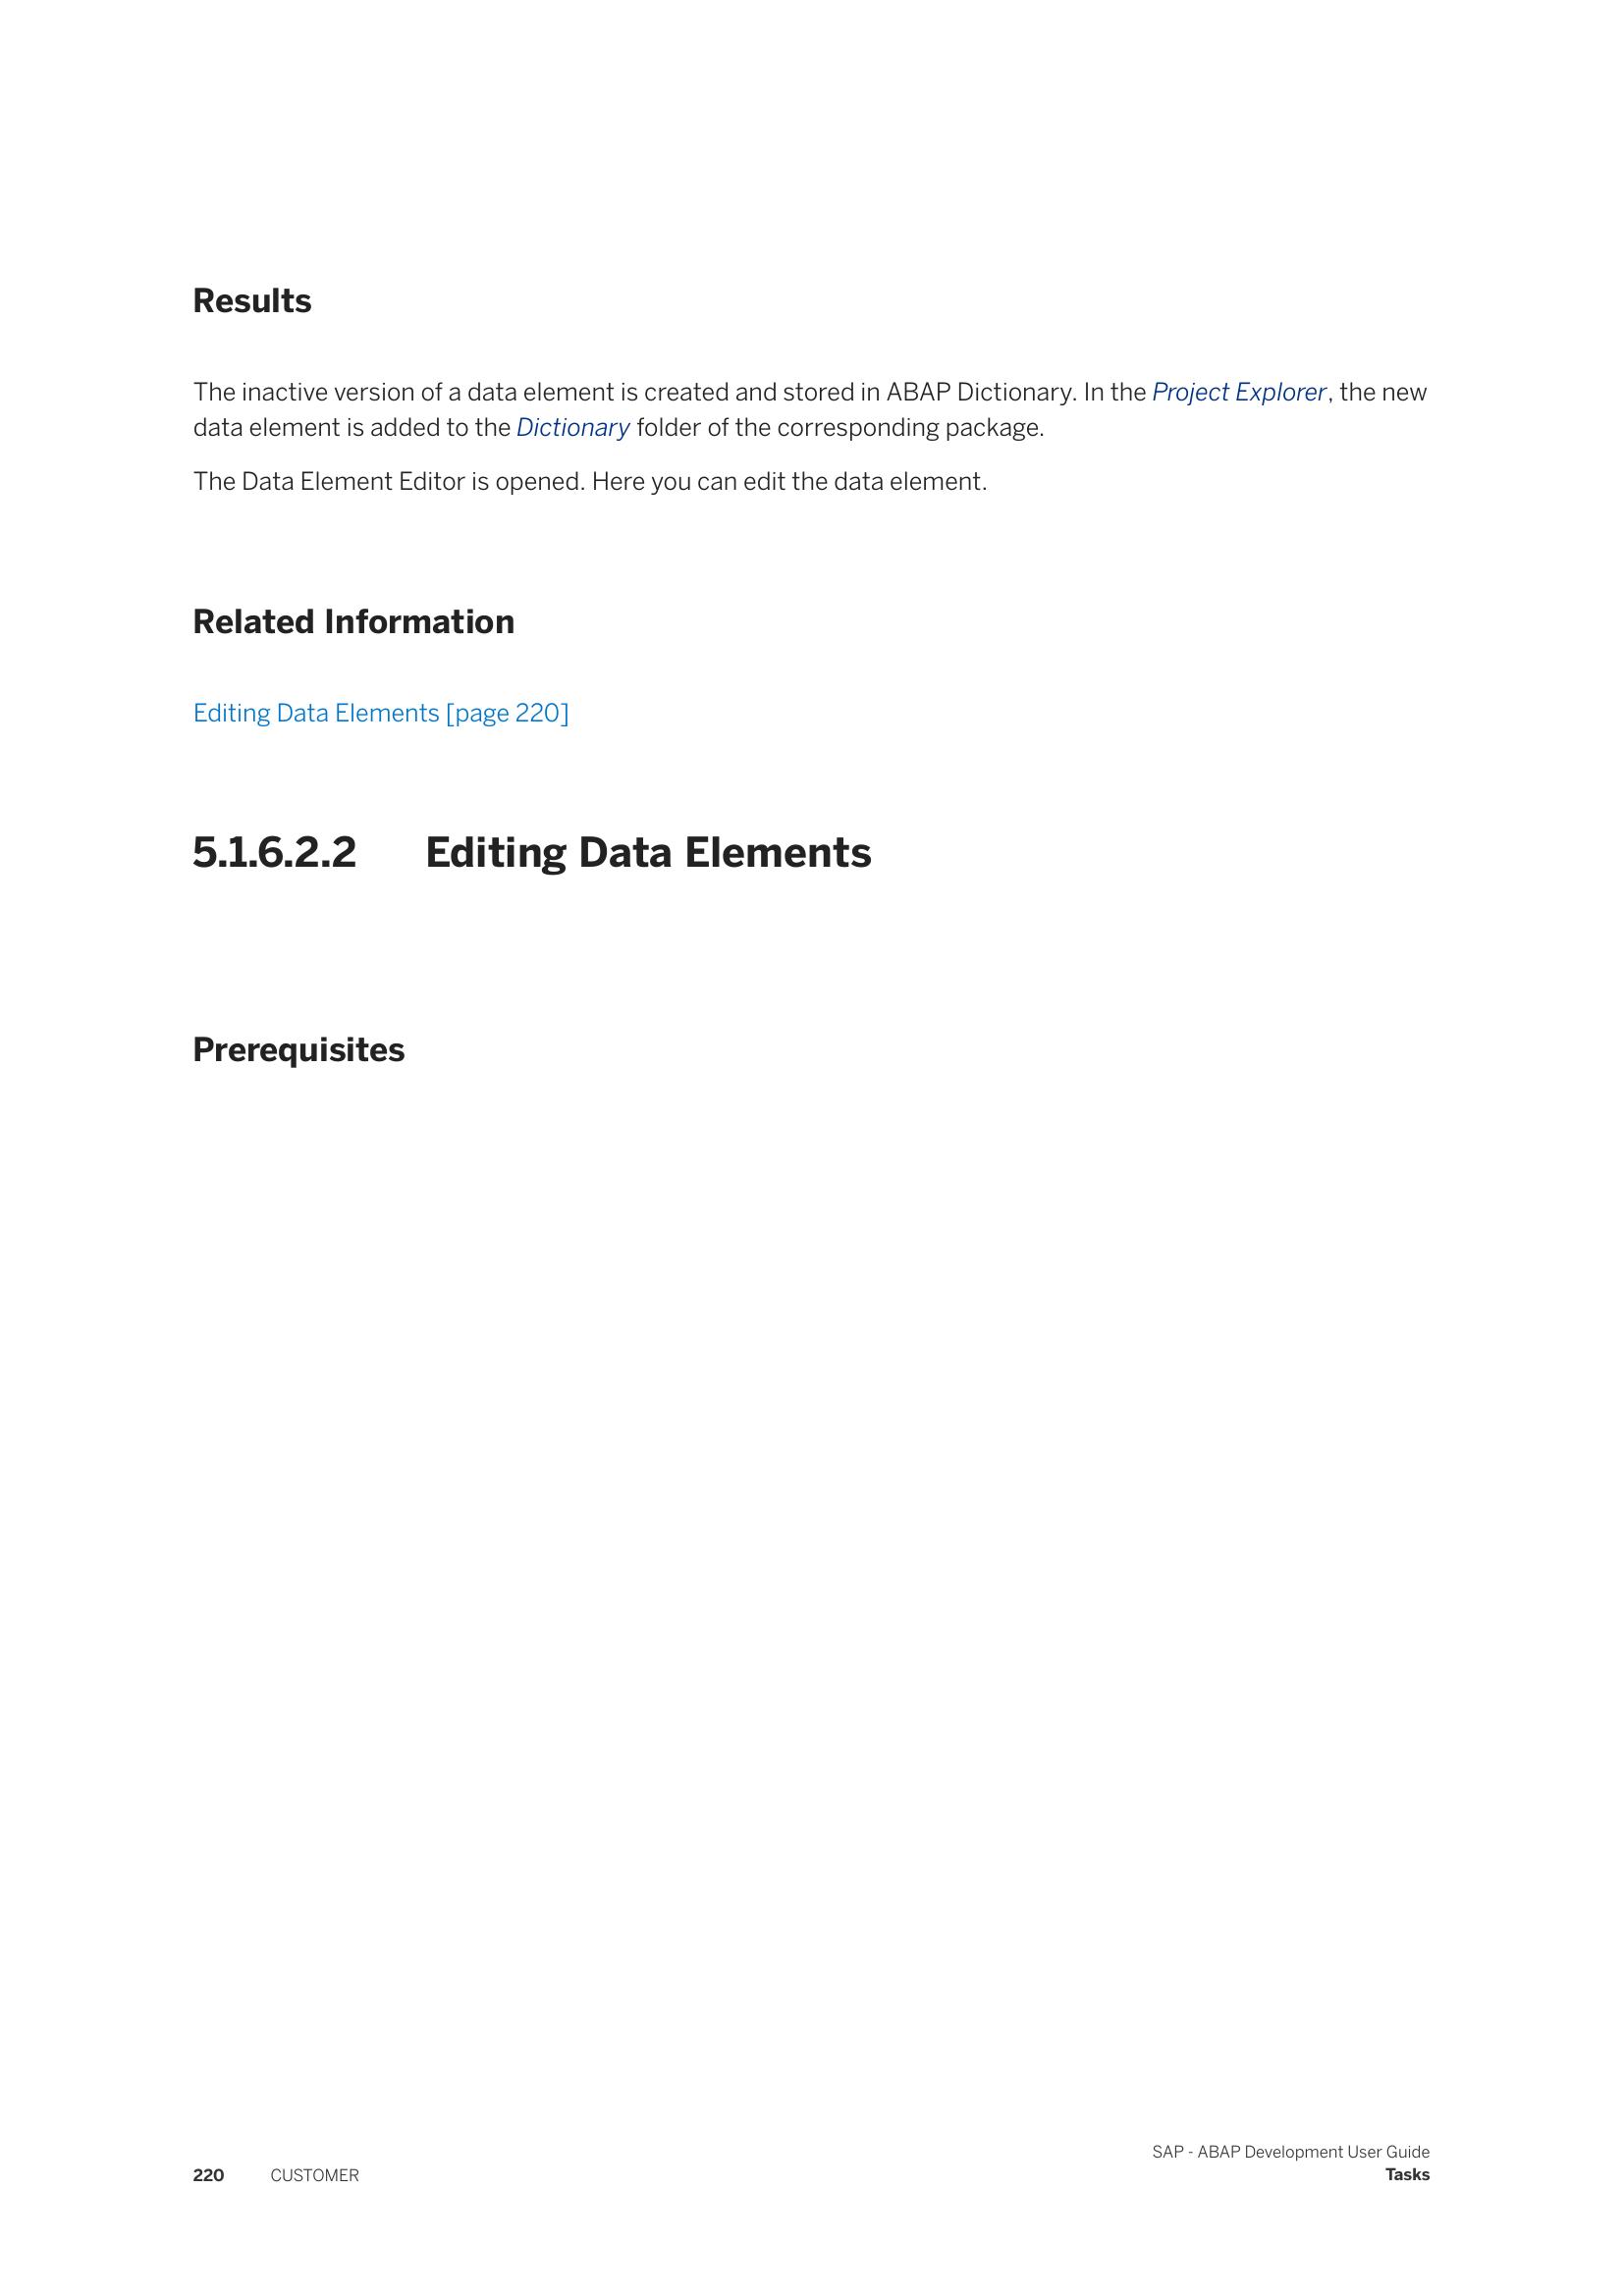 Results
The inactive version of a data element is created and stored in ABAP Dictionary. In the Project Explorer, the new
data element is added to the Dictionary folder of the corresponding package.
The Data Element Editor is opened. Here you can edit the data element.
Related Information
Editing Data Elements [page 220]
5.1.6.2.2 Editing Data Elements
Prerequisites
SAP - ABAP Development User Guide
220 CUSTOMER Tasks